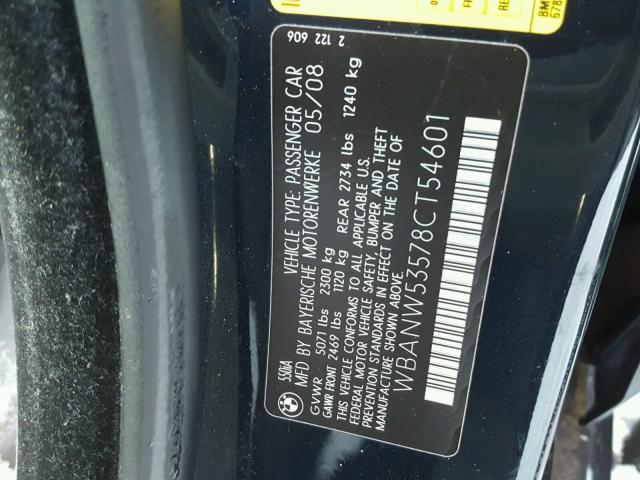 550iA
VEHICLE TYPE: PASSENGER CAR
2 122 606
MFD BY BAYERISCHE MOTORENWERKE 05/08
GVWR 5071 lbs 2300 kg
GAWR FRONT 2469 lbs 1120 kg REAR 2734 lbs 1240 kg
THIS VEHICLE CONFORMS TO ALL APPLICABLE U.S.
FEDERAL MOTOR VEHICLE SAFETY, BUMPER AND THEFT
PREVENTION STANDARDS IN EFFECT ON THE DATE OF
MANUFACTURE SHOWN ABOVE
WBANW53578CT54601